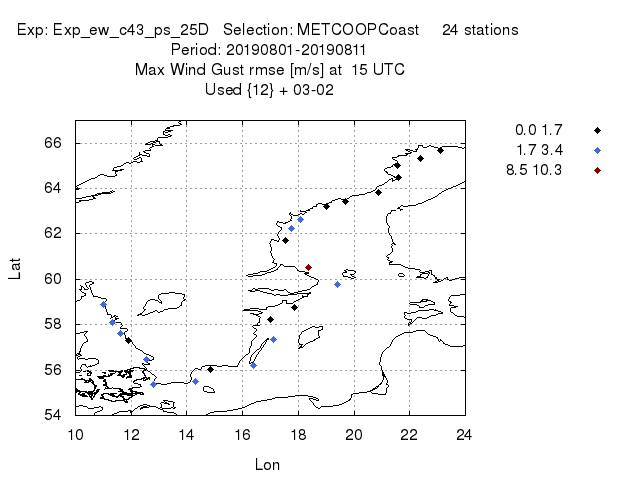 Exp: Exp_ew_c43_ps_25D   Selection: METCOOPCoast     24 stations
Period: 20190801-20190811
Max Wind Gust rmse [m/s] at  15 UTC
Used {12} + 03-02
0.0 1.7
1.7 3.4
8.5 10.3
66
64
62
60
58
56
54
Lat
10 12 14 16 18 20 22 24
Lon